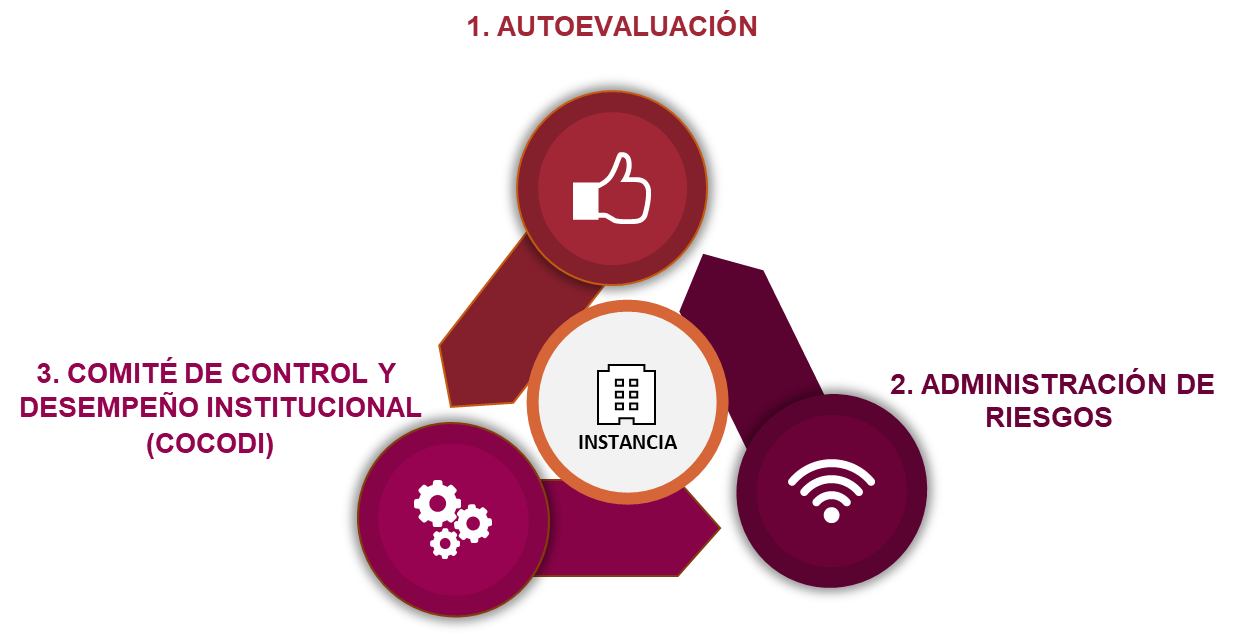 1. AUTOEVALUACIÓN
3. COMITÉ DE CONTROL Y
DESEMPEÑO INSTITUCIONAL
(COCODI)
2. ADMINISTRACIÓN DE
RIESGOS
INSTANCIA